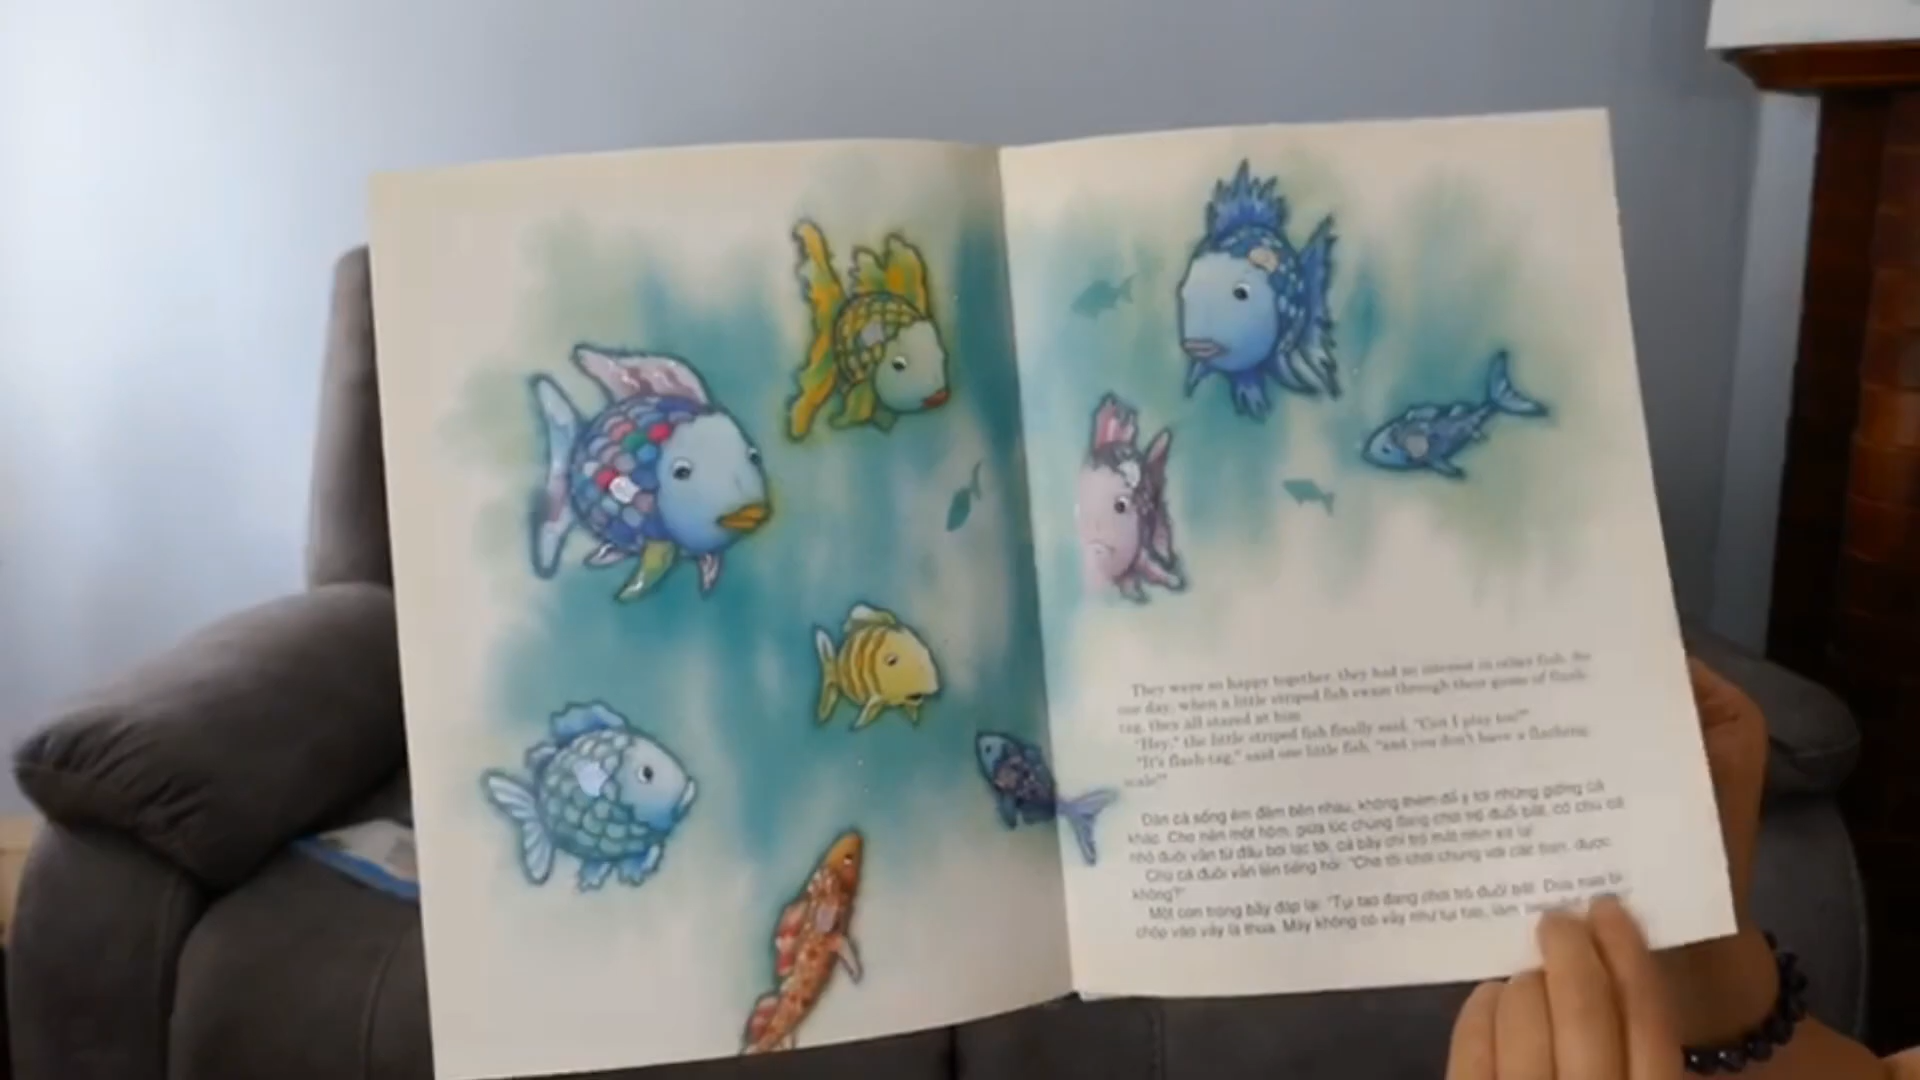 They were so happy together, they had no interest in other fish. So
one day, when a little striped fish swam through their game of flash-
tag, they all stared at him.
"Hey," the little striped fish finally said, "Can I play too?"
"It's flash-tag," said one little fish, "and you don't have a flashing
scale!"
Đàn cá sống êm đềm bên nhau, không thèm để ý tới những giống cá
khác. Cho nên một hôm, giữa lúc chúng đang chơi trò đuổi bắt, có chú cá
nhỏ đuôi vằn từ đâu bơi lạc tới, cả bầy chỉ trố mắt nhìn
Chú cá đuôi vằn lên tiếng hỏi: "Cho tôi chơi chung với các bạn, được
không?"
Một con trong bầy đáp lại: "Tụi tao đang chơi trò đuổi bắt. Đứa nào bị
chộp vào vảy là thua. Mày không có vảy như tụi tao, làm